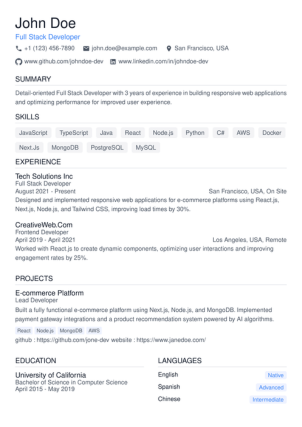 John Doe
Full Stack Developer
+1 (123) 456-7890 john.doe@example.com San Francisco, USA
www.github.com/johndoe-dev www.linkedin.com/in/johndoe-dev
SUMMARY
Detail-oriented Full Stack Developer with 3 years of experience in building responsive web applications
and optimizing performance for improved user experience.
SKILLS
JavaScript TypeScript Java React Node.js Python C# AWS Docker
Next.Js MongoDB PostgreSQL MySQL
EXPERIENCE
Tech Solutions Inc
Full Stack Developer
August 2021 - Present San Francisco, USA, On Site
Designed and implemented responsive web applications for e-commerce platforms using React.js,
Next.js, Node.js, and Tailwind CSS, improving load times by 30%.
CreativeWeb.Com
Frontend Developer
April 2019 - April 2021 Los Angeles, USA, Remote
Worked with React.js to create dynamic components, optimizing user interactions and improving
engagement rates by 25%.
PROJECTS
E-commerce Platform
Lead Developer
Built a fully functional e-commerce platform using Next.js, Node.js, and MongoDB. Implemented
payment gateway integrations and a product recommendation system powered by AI algorithms.
React Node.js MongoDB AWS
github : https://github.com/jone-dev website : https://www.janedoe.com/
EDUCATION
University of California
Bachelor of Science in Computer Science
April 2015 - May 2019
LANGUAGES
English Native
Spanish Advanced
Chinese Intermediate